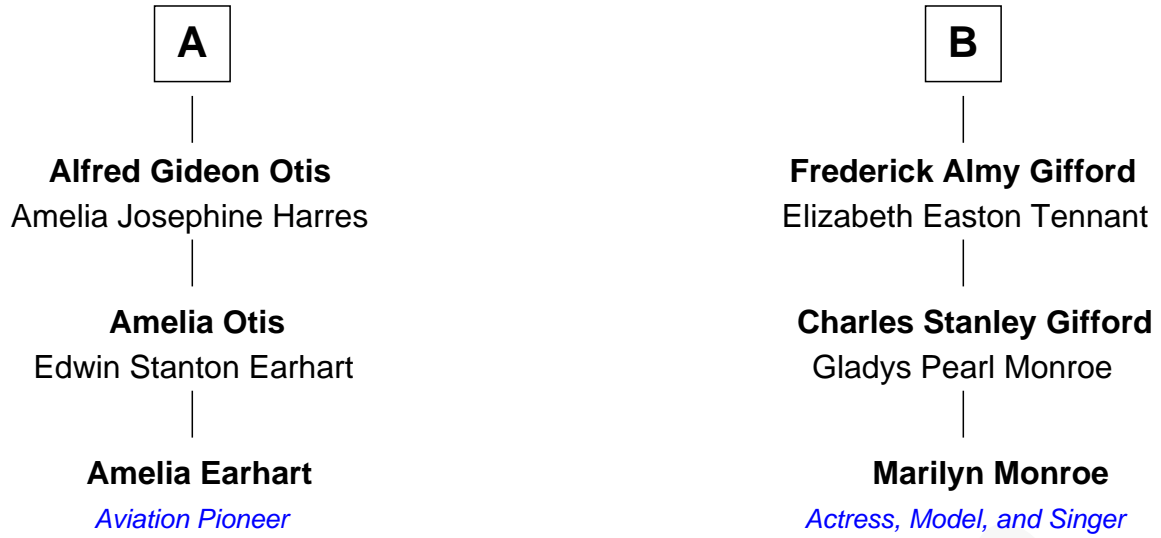 A
Alfred Gideon Otis
Amelia Josephine Harres
Amelia Otis
Edwin Stanton Earhart
Amelia Earhart
Aviation Pioneer
B
Frederick Almy Gifford
Elizabeth Easton Tennant
Charles Stanley Gifford
Gladys Pearl Monroe
Marilyn Monroe
Actress, Model, and Singer